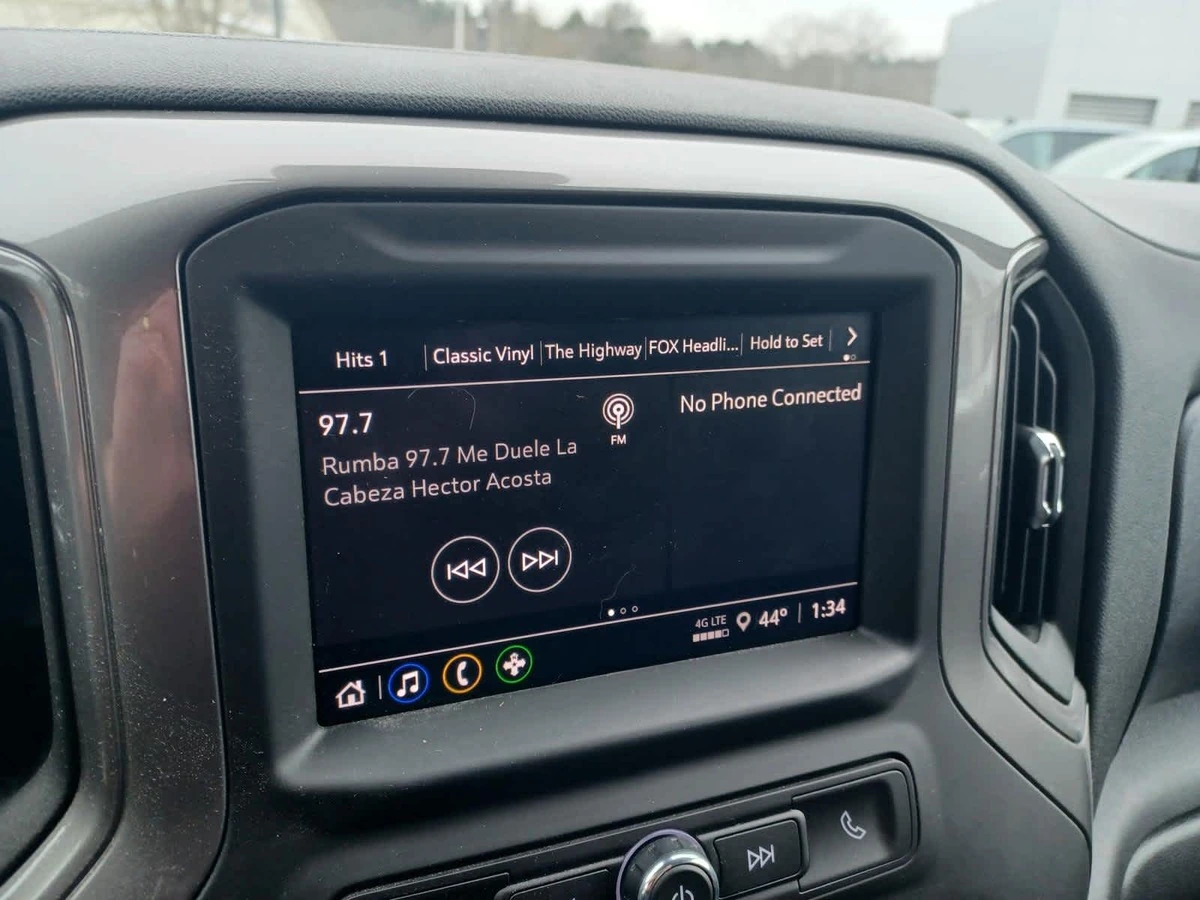 Hits 1 Classic Vinyl The Highway FOX Headli... Hold to Set
97.7
FM
No Phone Connected
Rumba 97.7 Me Duele La
Cabeza Hector Acosta
4G LTE 44° 1:34